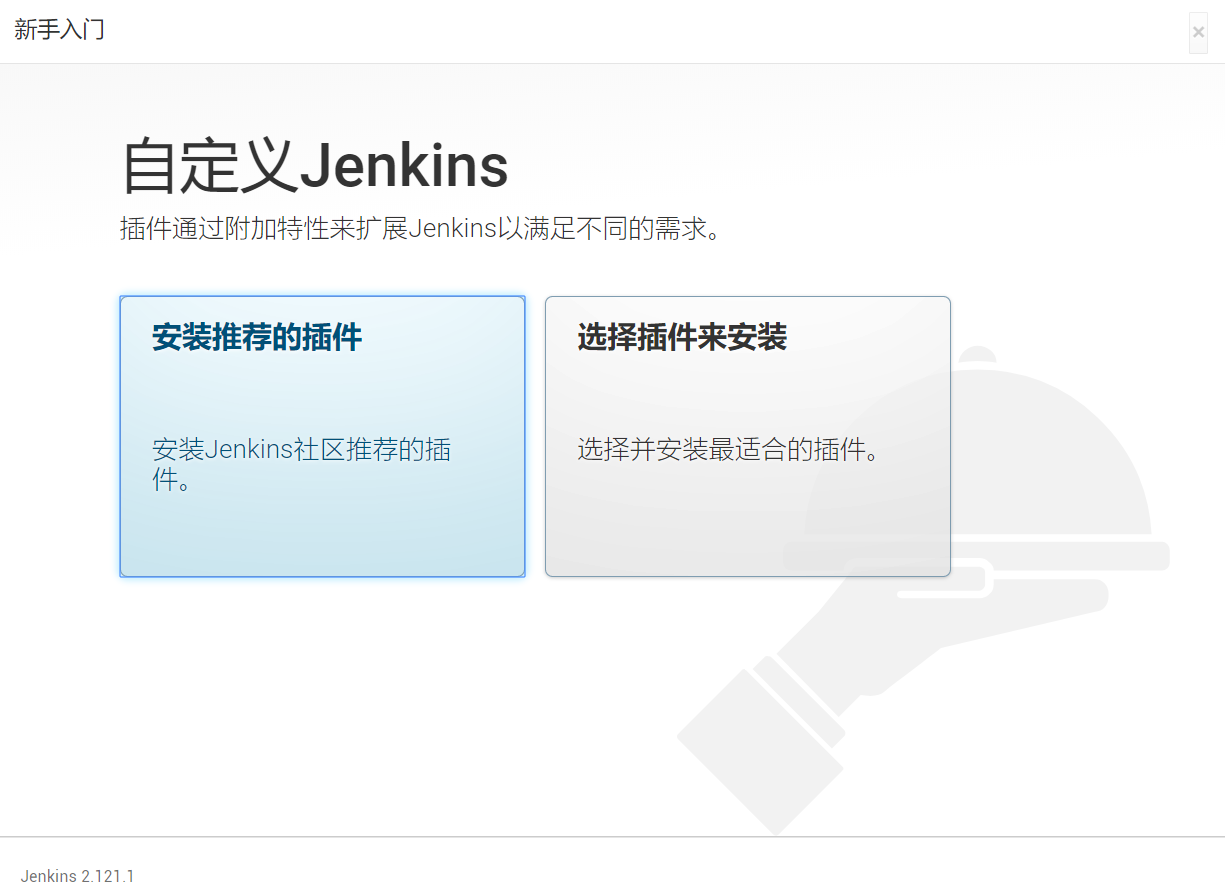 新手入门
×
自定义Jenkins
插件通过附加特性来扩展Jenkins以满足不同的需求。
安装推荐的插件
安装Jenkins社区推荐的插
件。
选择插件来安装
选择并安装最适合的插件。
Jenkins 2.121.1